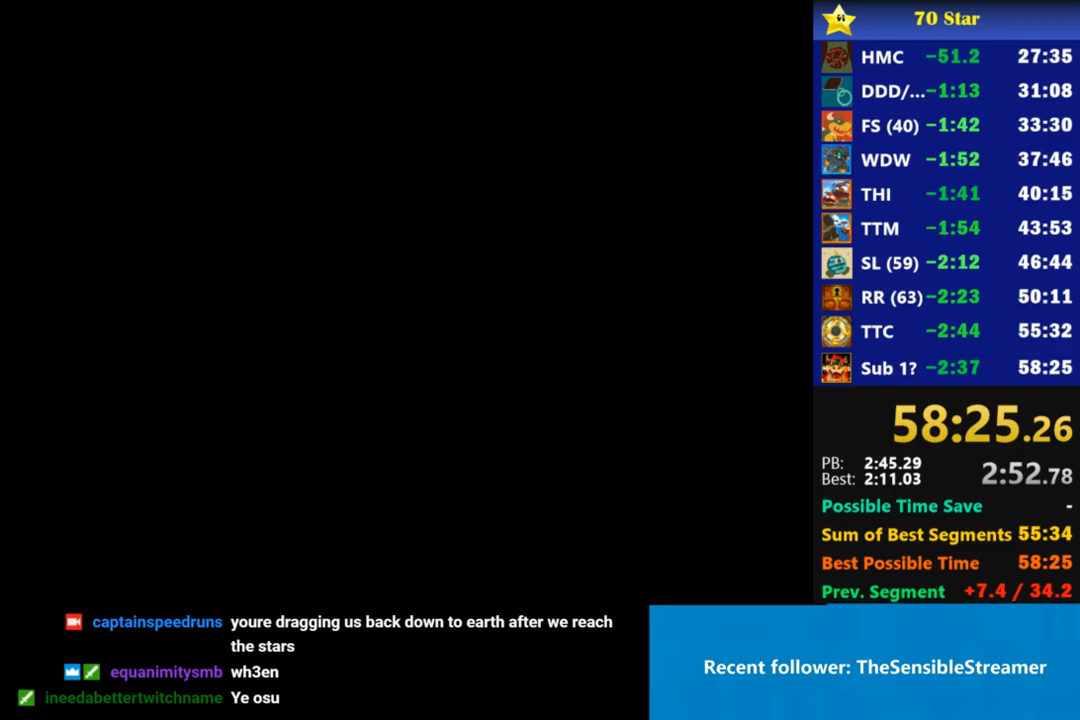 70 Star
HMC -51.2 27:35
DDD/... -1:13 31:08
FS (40) -1:42 33:30
WDW -1:52 37:46
THI -1:41 40:15
TTM -1:54 43:53
SL (59) -2:12 46:44
RR (63) -2:23 50:11
TTC -2:44 55:32
Sub 1? -2:37 58:25
58:25.26
PB: 2:45.29
Best: 2:11.03
2:52.78
Possible Time Save -
Sum of Best Segments 55:34
Best Possible Time 58:25
Prev. Segment +7.4 / 34.2
captainspeedruns youre dragging us back down to earth after we reach
the stars
equanimitysmb wh3en
ineedabettertwitchname Ye osu
Recent follower: TheSensibleStreamer